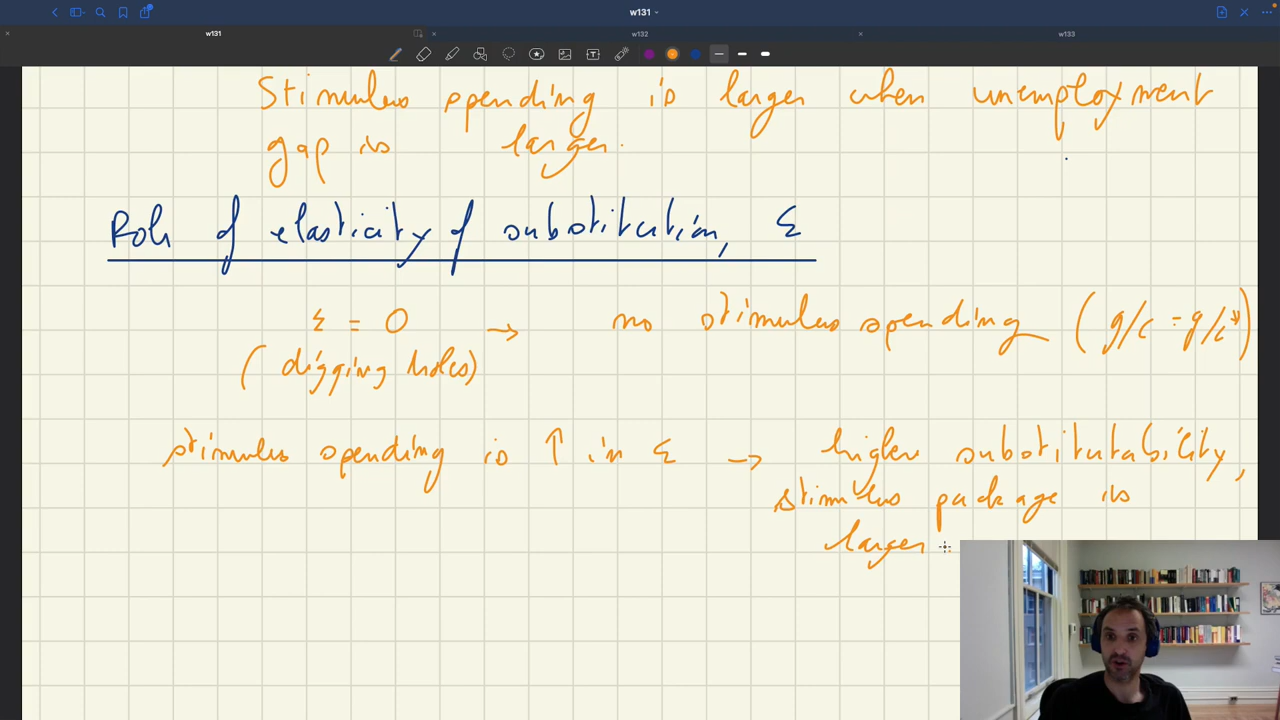 w131
w131
w132
w133
Stimulus spending is larger when unemployment
gap is larger.
Role of elasticity of substitution, ε
ε = 0 → no stimulus spending (g/c = g/c*)
(digging holes)
stimulus spending is ↑ in ε → higher substitutability,
stimulus package is
larger